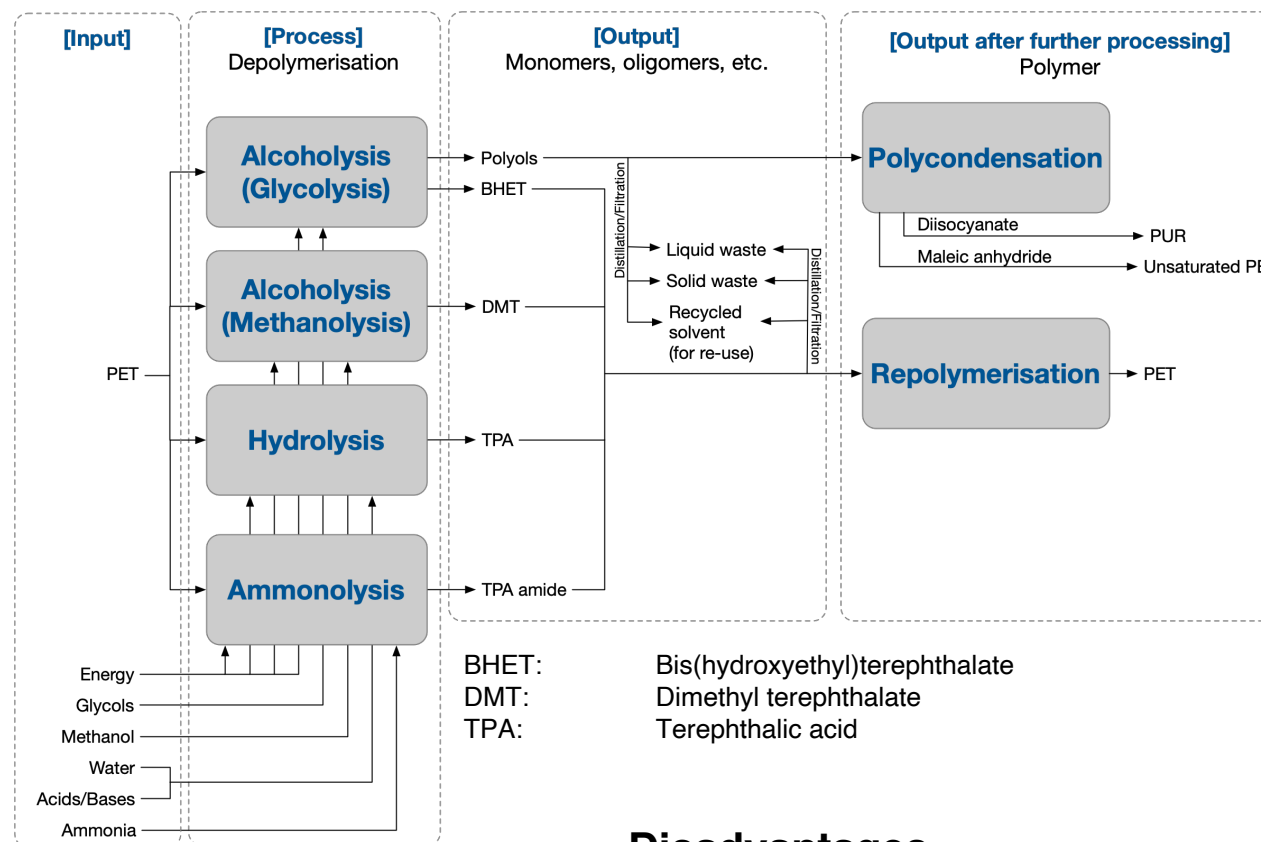 [Input]
[Process]
Depolymerisation
[Output]
Monomers, oligomers, etc.
[Output after further processing]
Polymer
Alcoholysis
(Glycolysis)
Alcoholysis
(Methanolysis)
Hydrolysis
Ammonolysis
PET
Energy
Glycols
Methanol
Water
Acids/Bases
Ammonia
Polyols
BHET
DMT
TPA
TPA amide
Distillation/Filtration
Liquid waste
Solid waste
Recycled
solvent
(for re-use)
Distillation/Filtration
Polycondensation
Diisocyanate
PUR
Maleic anhydride
Unsaturated
Repolymerisation
PET
BHET: Bis(hydroxyethyl)terephthalate
DMT: Dimethyl terephthalate
TPA: Terephthalic acid
Disadvantages